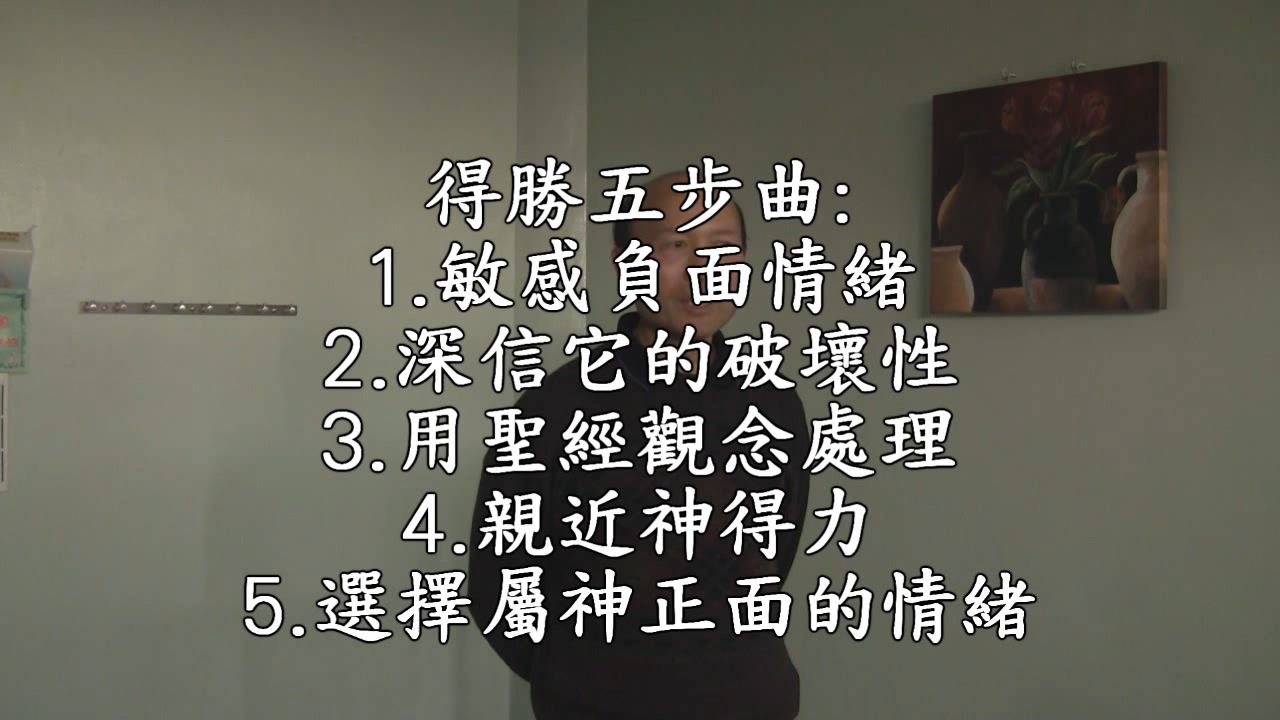 得勝五步曲:
1.敏感負面情緒
2.深信它的破壞性
3.用聖經觀念處理
4.親近神得力
5.選擇屬神正面的情緒